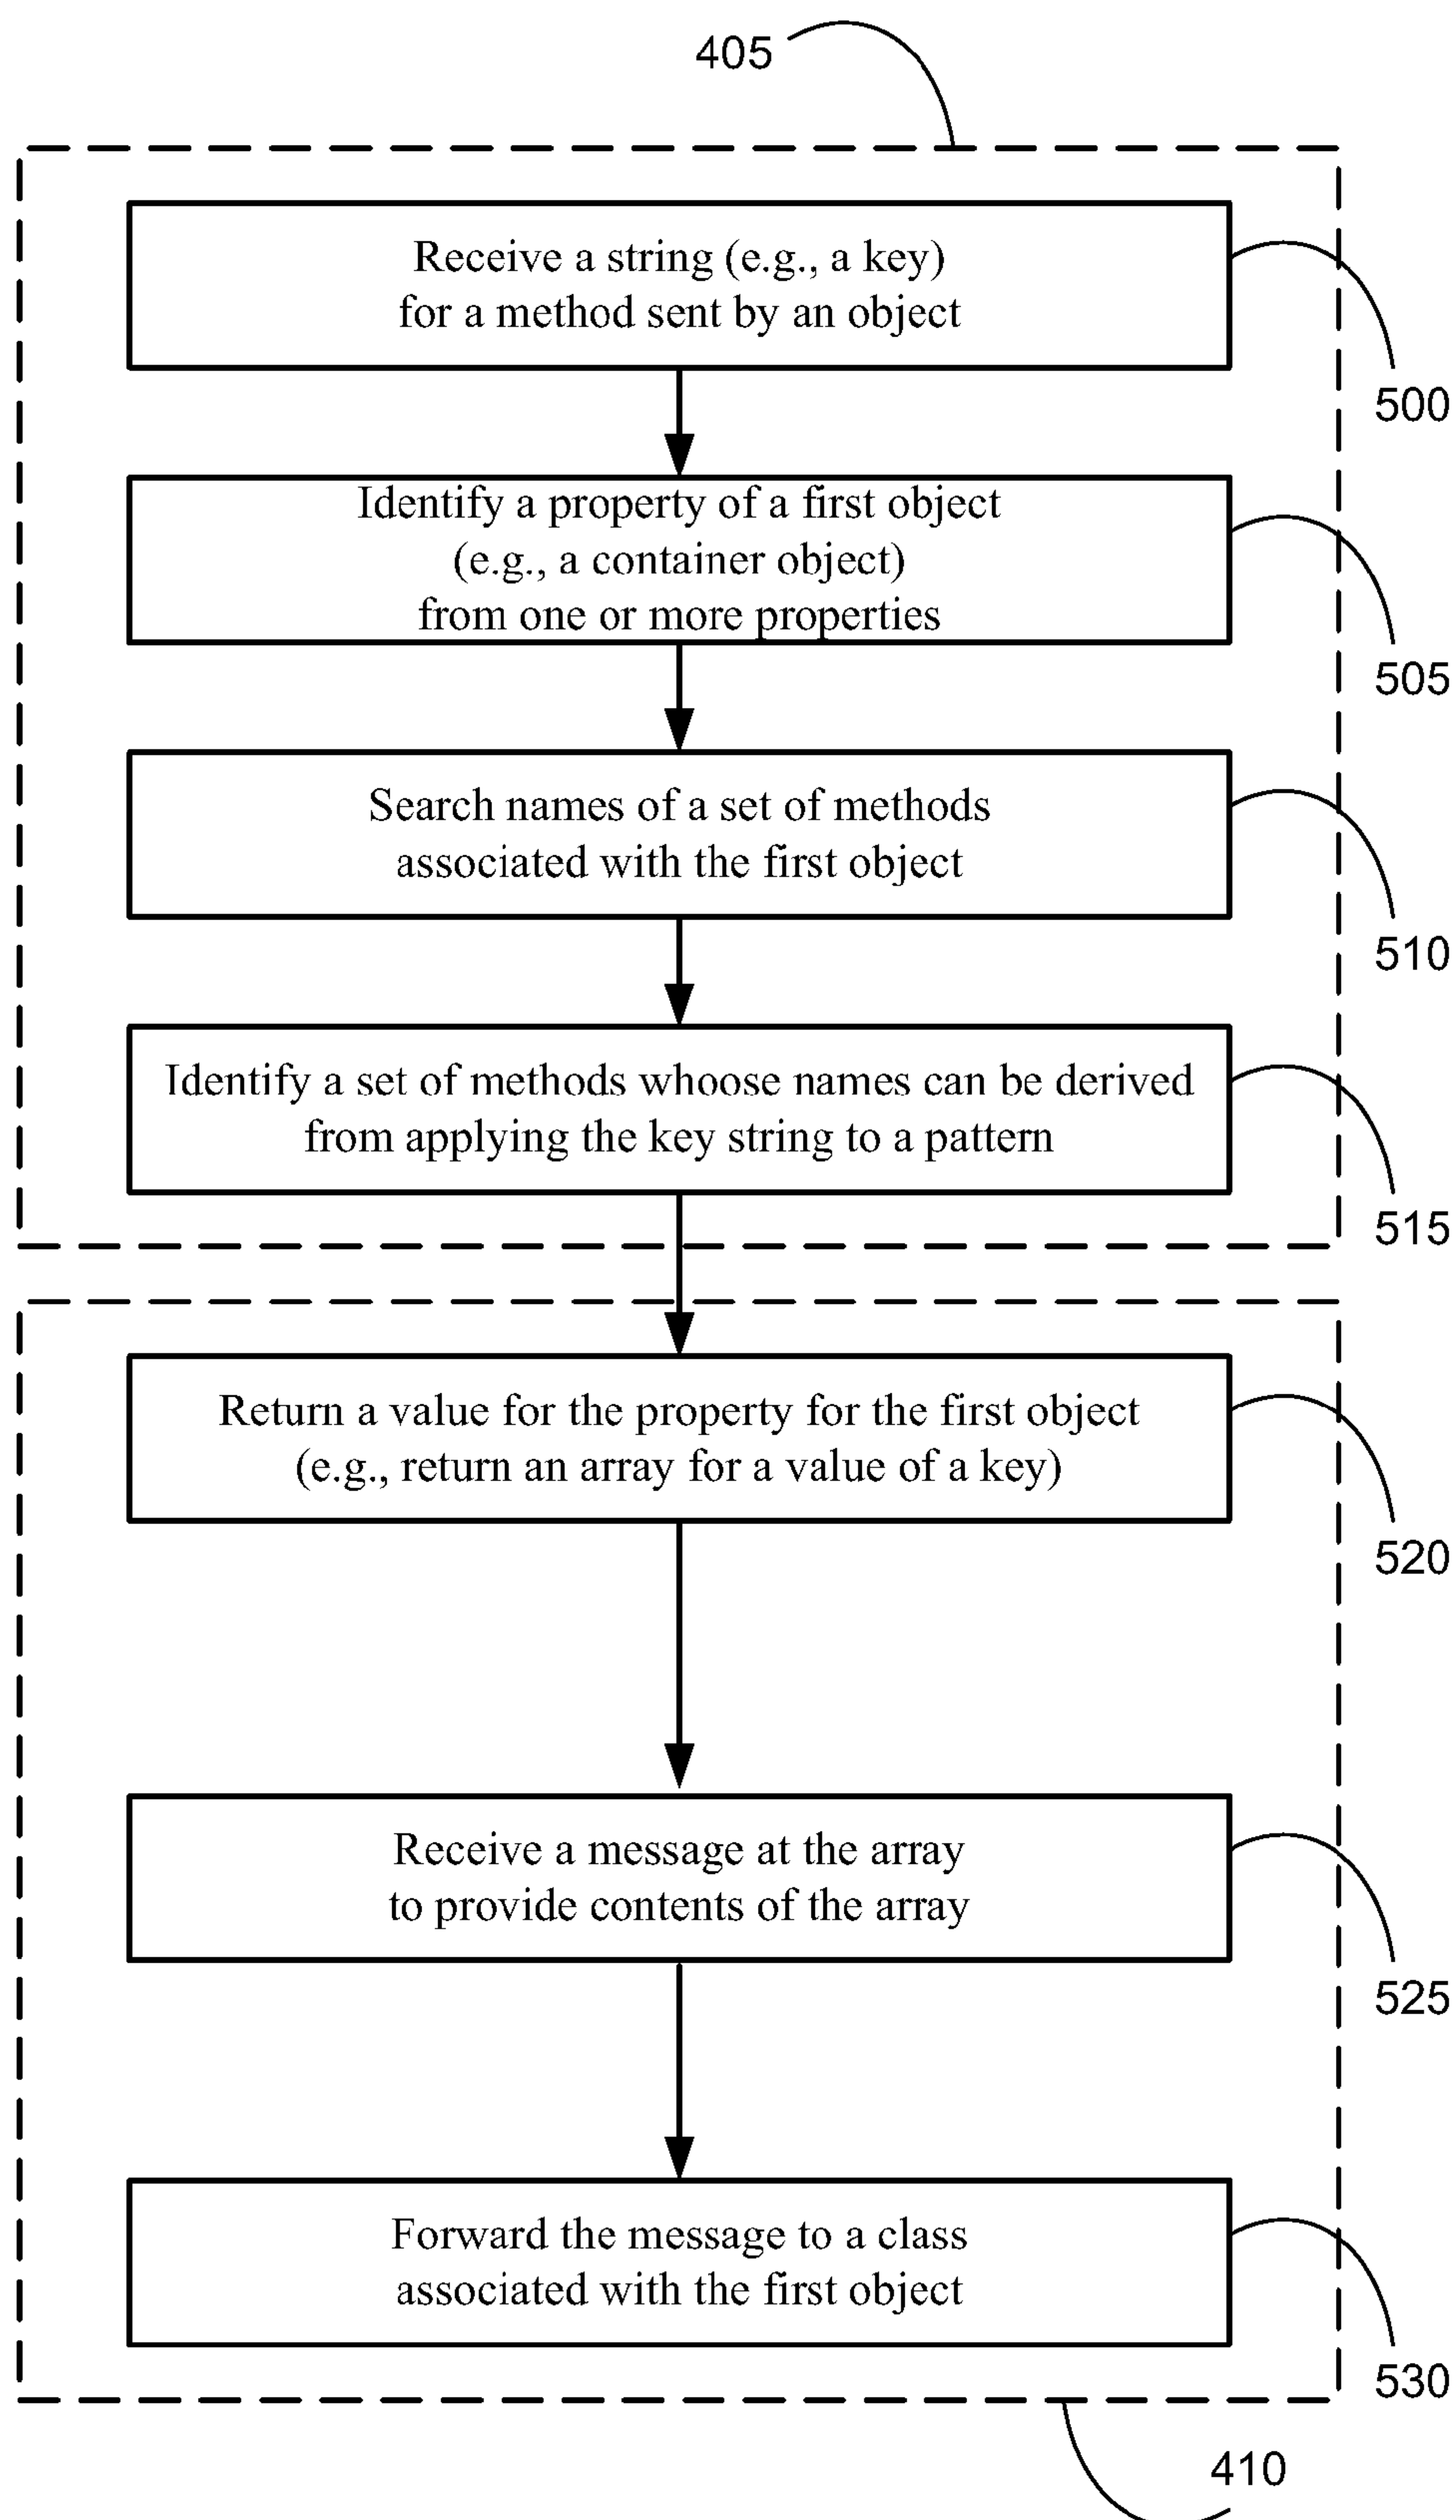 405
Receive a string (e.g., a key)
for a method sent by an object
500
Identify a property of a first object
(e.g., a container object)
from one or more properties
505
Search names of a set of methods
associated with the first object
510
Identify a set of methods whoose names can be derived
from applying the key string to a pattern
515
Return a value for the property for the first object
(e.g., return an array for a value of a key)
520
Receive a message at the array
to provide contents of the array
525
Forward the message to a class
associated with the first object
530
410